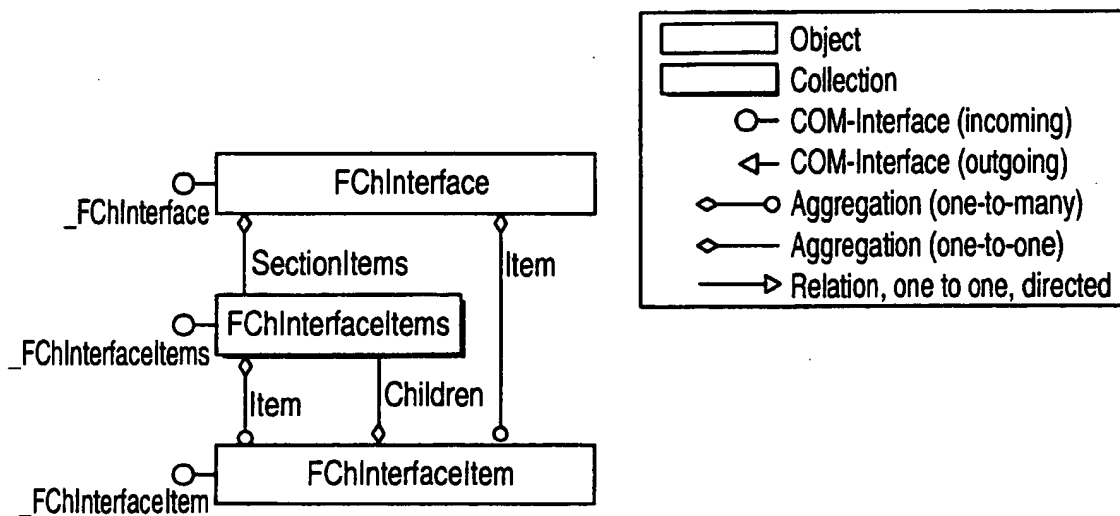 Object
Collection
COM-Interface (incoming)
COM-Interface (outgoing)
Aggregation (one-to-many)
Aggregation (one-to-one)
Relation, one to one, directed
FChInterface
_FChInterface
SectionItems
Item
FChInterfaceItems
_FChInterfaceItems
Item
Children
FChInterfaceItem
_FChInterfaceItem